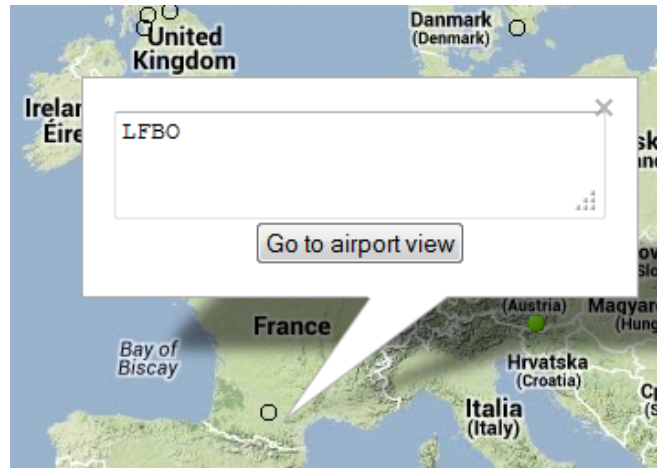 United
Kingdom
Danmark
(Denmark)
Irelan
Éire
×
LFBO
Go to airport view
(Austria)
Magyar
(Hung
France
Bay of
Biscay
Hrvatska
(Croatia)
Italia
(Italy)